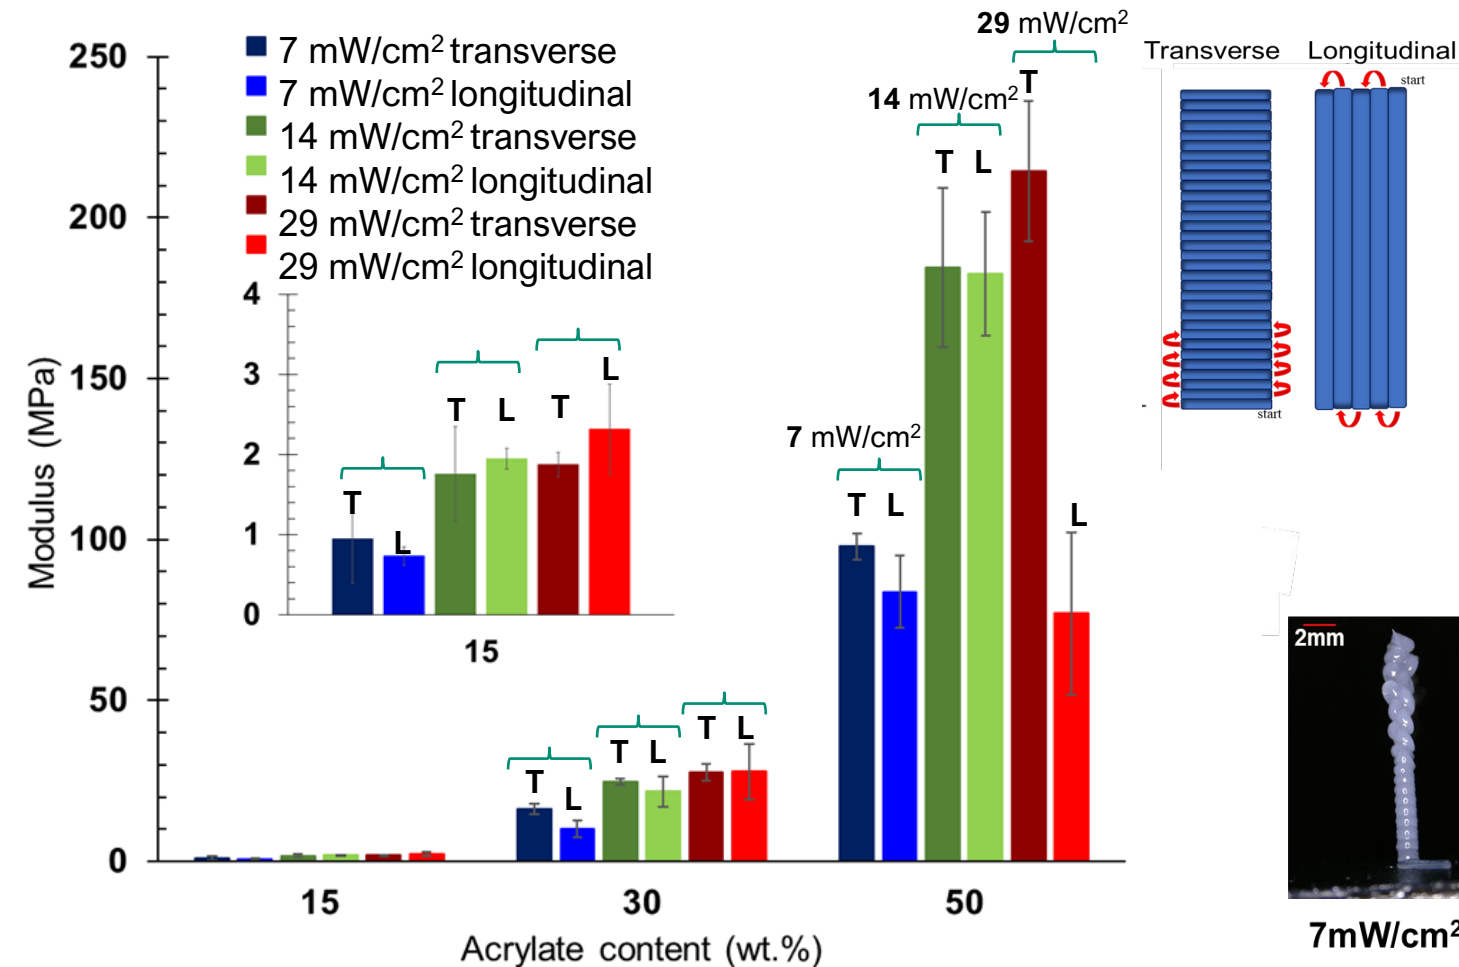 29 mW/cm²
250
7 mW/cm² transverse
7 mW/cm² longitudinal
14 mW/cm² transverse
14 mW/cm² longitudinal
29 mW/cm² transverse
29 mW/cm² longitudinal
T
14 mW/cm²
T L
Transverse Longitudinal
start
start
200
150
100
50
0
Modulus (MPa)
4
3
2
1
0
T
L
T
L
T
L
15
7 mW/cm²
T L
L
T
L
T L
T L
15
30
50
Acrylate content (wt.%)
2mm
7mW/cm²